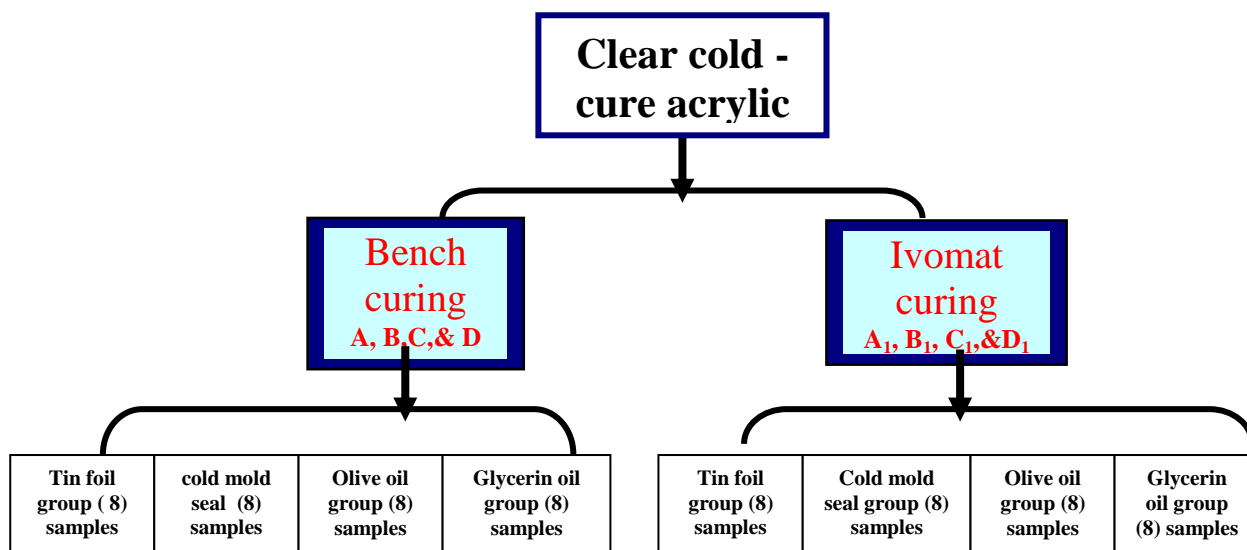 Clear cold -
cure acrylic
Bench
curing
A, B,C,& D
Ivomat
curing
A₁, B₁, C₁,&D₁
Tin foil
group ( 8)
samples
cold mold
seal (8)
samples
Olive oil
group (8)
samples
Glycerin oil
group (8)
samples
Tin foil
group (8)
samples
Cold mold
seal group (8)
samples
Olive oil
group (8)
samples
Glycerin
oil group
(8) samples